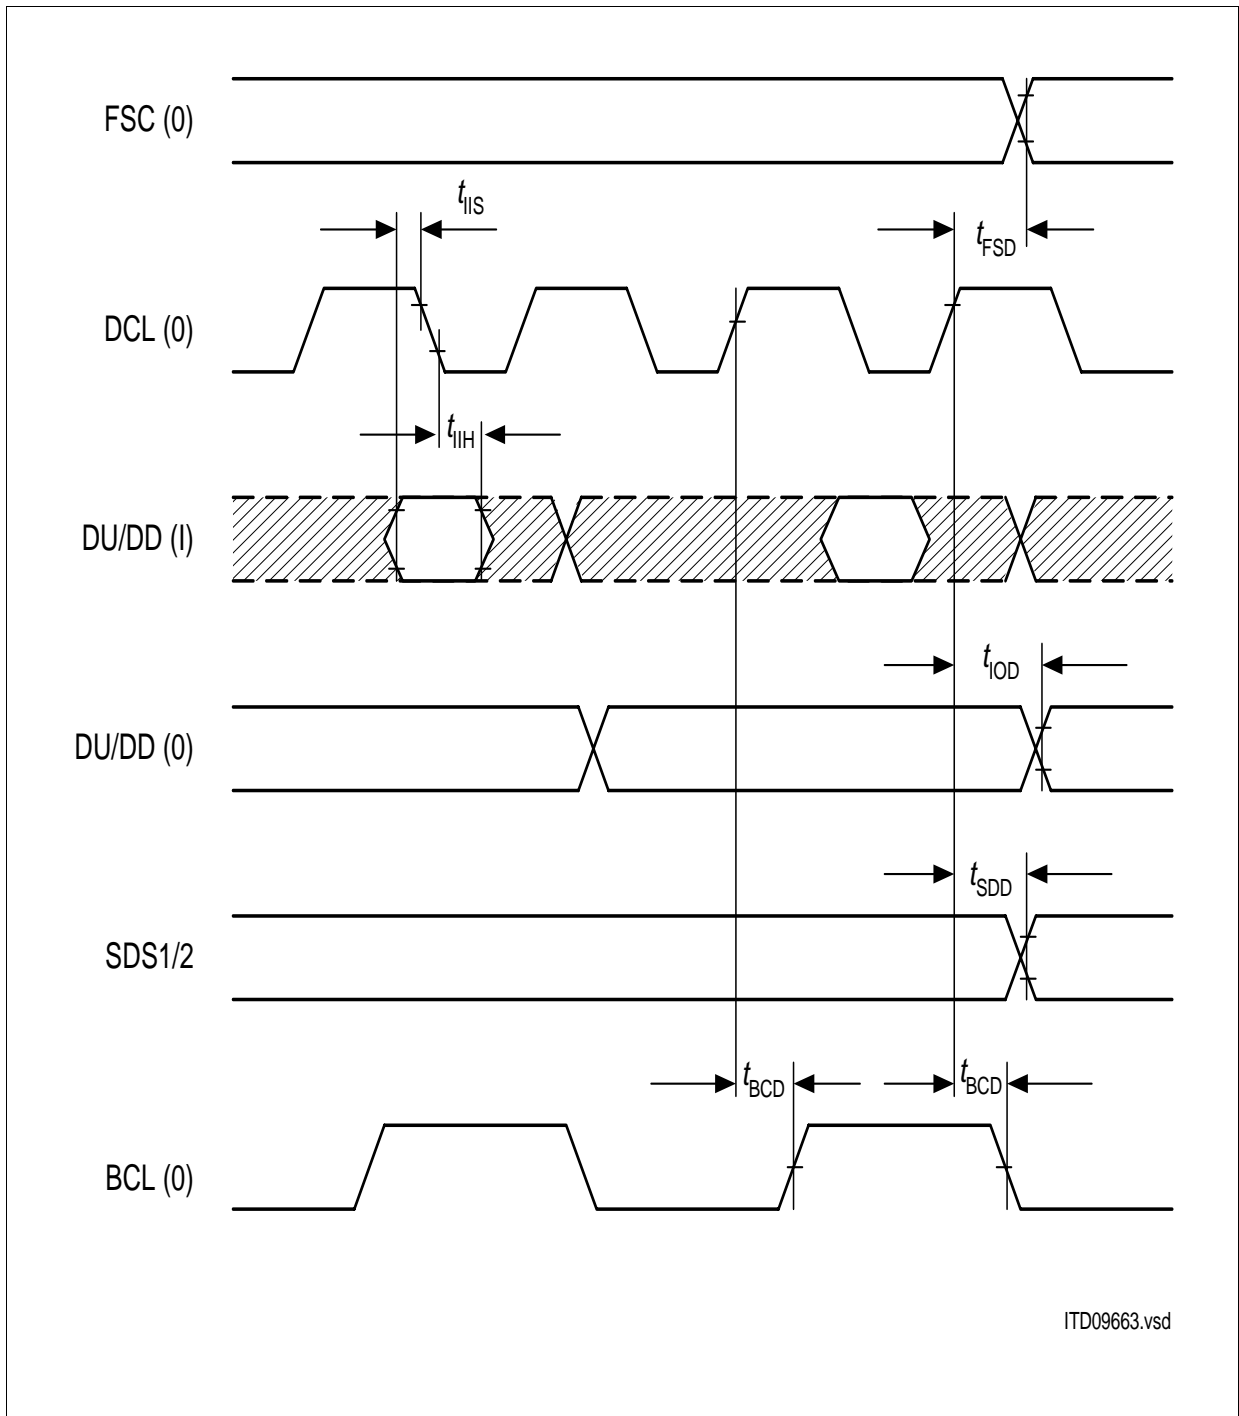 FSC (0)
tIIS
tFSD
DCL (0)
tIIH
DU/DD (I)
tIOD
DU/DD (0)
tSDD
SDS1/2
tBCD
tBCD
BCL (0)
ITD09663.vsd